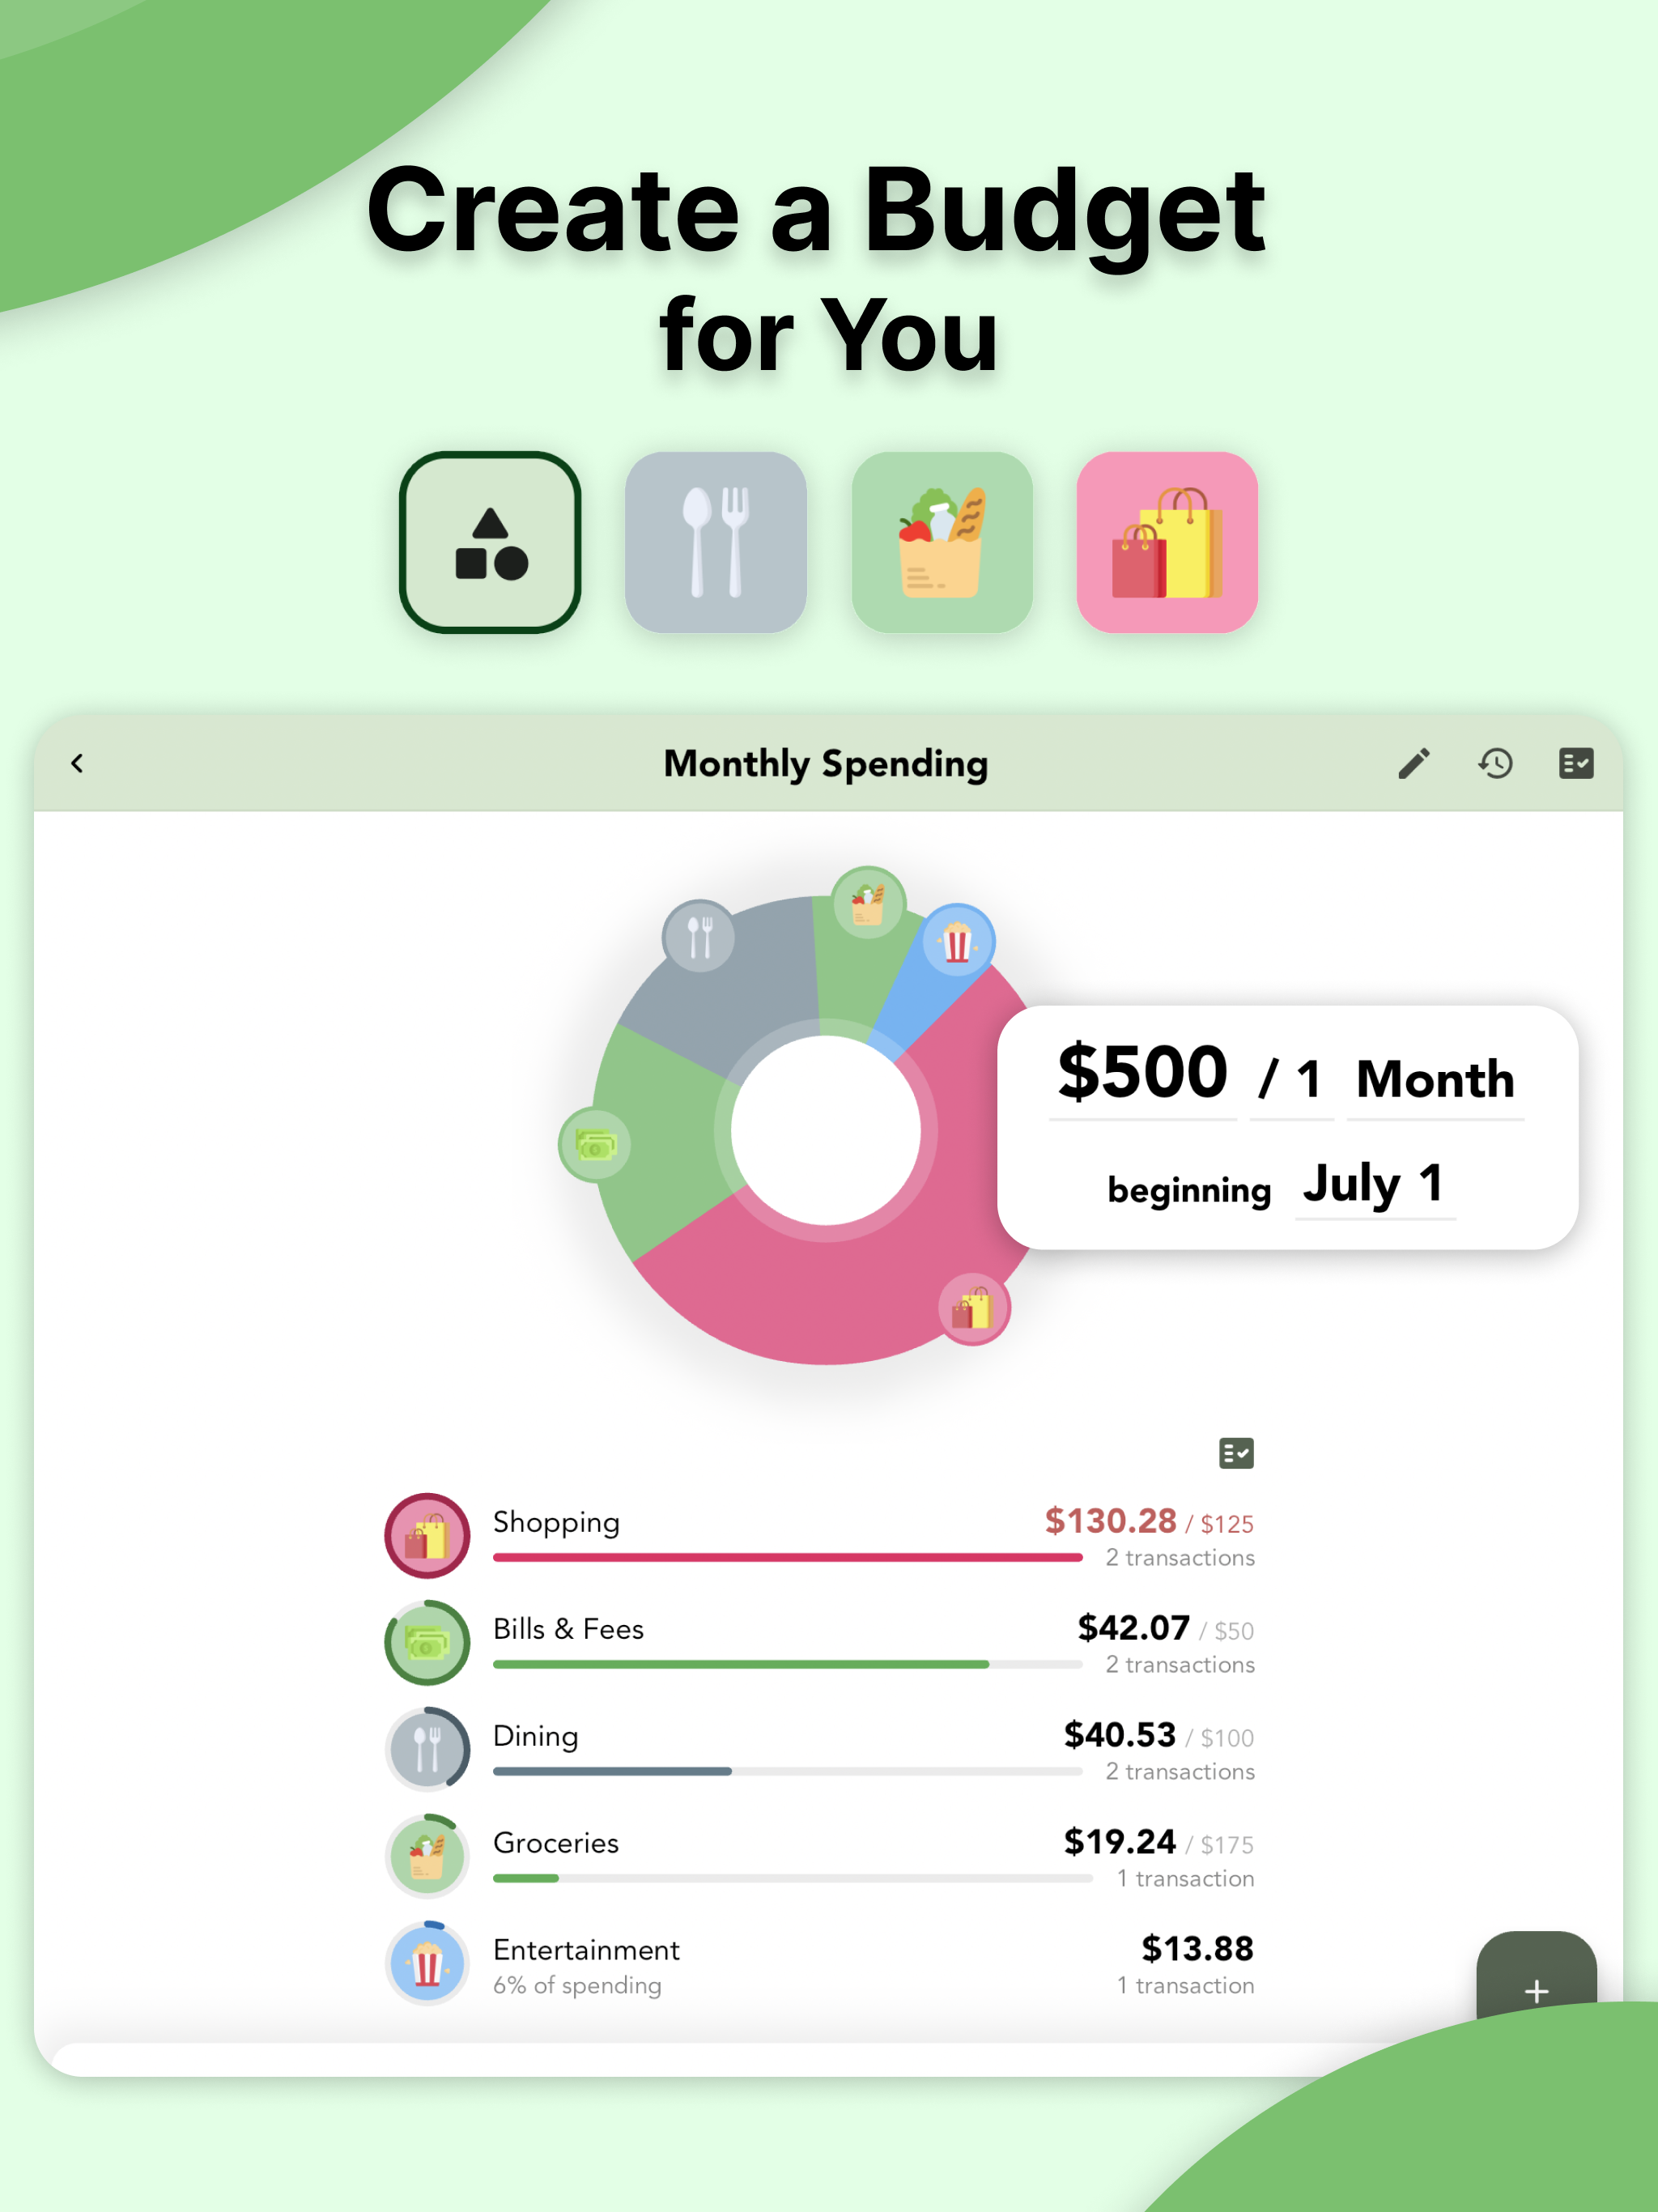 Create a Budget
for You
Monthly Spending
$500 / 1 Month
beginning July 1
Shopping $130.28 / $125
2 transactions
Bills & Fees $42.07 / $50
2 transactions
Dining $40.53 / $100
2 transactions
Groceries $19.24 / $175
1 transaction
Entertainment $13.88
6% of spending 1 transaction
+